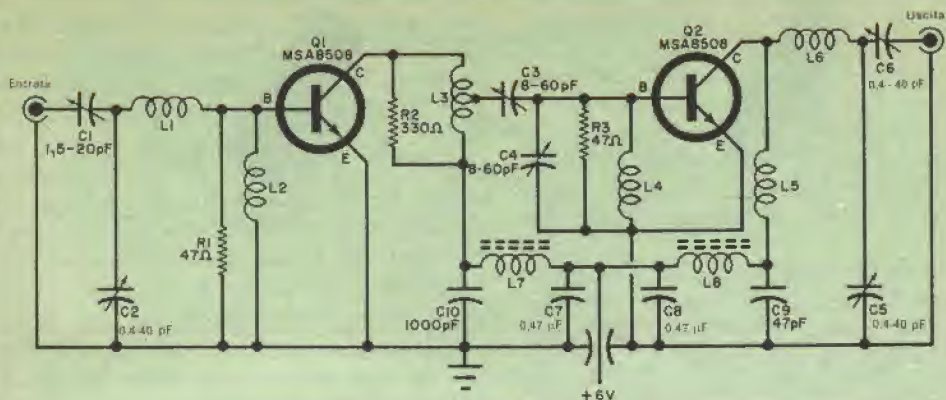 Entrata
C1
1,5-20pF
L1
C2
0,4-40 pF
R1
47Ω
L2
Q1
MSA8508
B
C
E
R2
330Ω
L3
C3
8-60pF
C4
8-60pF
R3
47Ω
L4
Q2
MSA8508
B
C
E
L5
L6
C6
0,4-40 pF
Uscita
C10
1000pF
L7
C7
0,47 µF
C8
0,47 µF
L8
C9
47pF
C5
0,4-40 pF
+6V